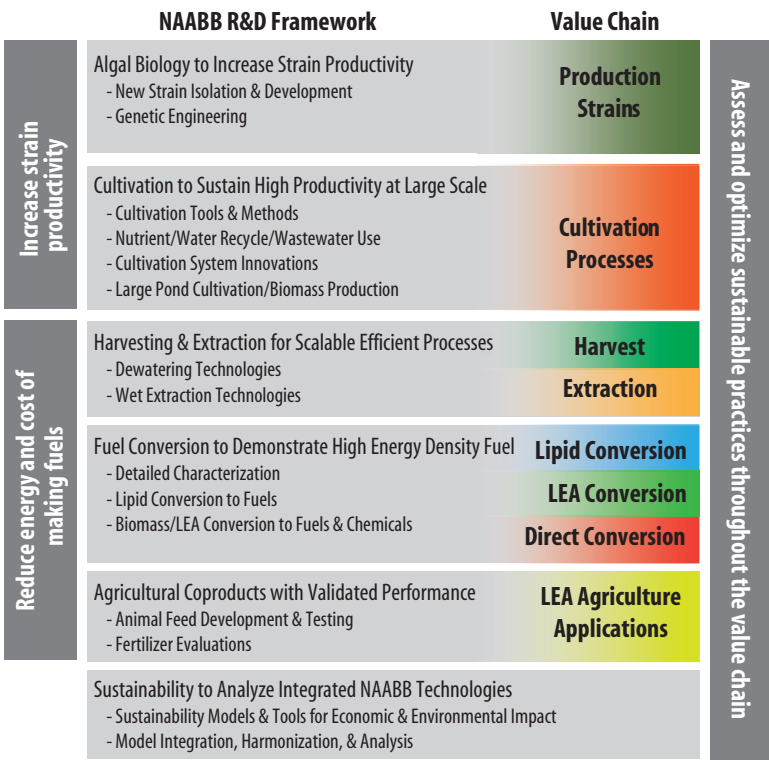 NAABB R&D Framework
Value Chain
Increase strain
productivity
Algal Biology to Increase Strain Productivity
- New Strain Isolation & Development
- Genetic Engineering
Production
Strains
Cultivation to Sustain High Productivity at Large Scale
- Cultivation Tools & Methods
- Nutrient/Water Recycle/Wastewater Use
- Cultivation System Innovations
- Large Pond Cultivation/Biomass Production
Cultivation
Processes
Reduce energy and cost of
making fuels
Harvesting & Extraction for Scalable Efficient Processes
- Dewatering Technologies
- Wet Extraction Technologies
Harvest
Extraction
Fuel Conversion to Demonstrate High Energy Density Fuel
- Detailed Characterization
- Lipid Conversion to Fuels
- Biomass/LEA Conversion to Fuels & Chemicals
Lipid Conversion
LEA Conversion
Direct Conversion
Agricultural Coproducts with Validated Performance
- Animal Feed Development & Testing
- Fertilizer Evaluations
LEA Agriculture
Applications
Sustainability to Analyze Integrated NAABB Technologies
- Sustainability Models & Tools for Economic & Environmental Impact
- Model Integration, Harmonization, & Analysis
Assess and optimize sustainable practices throughout the value chain